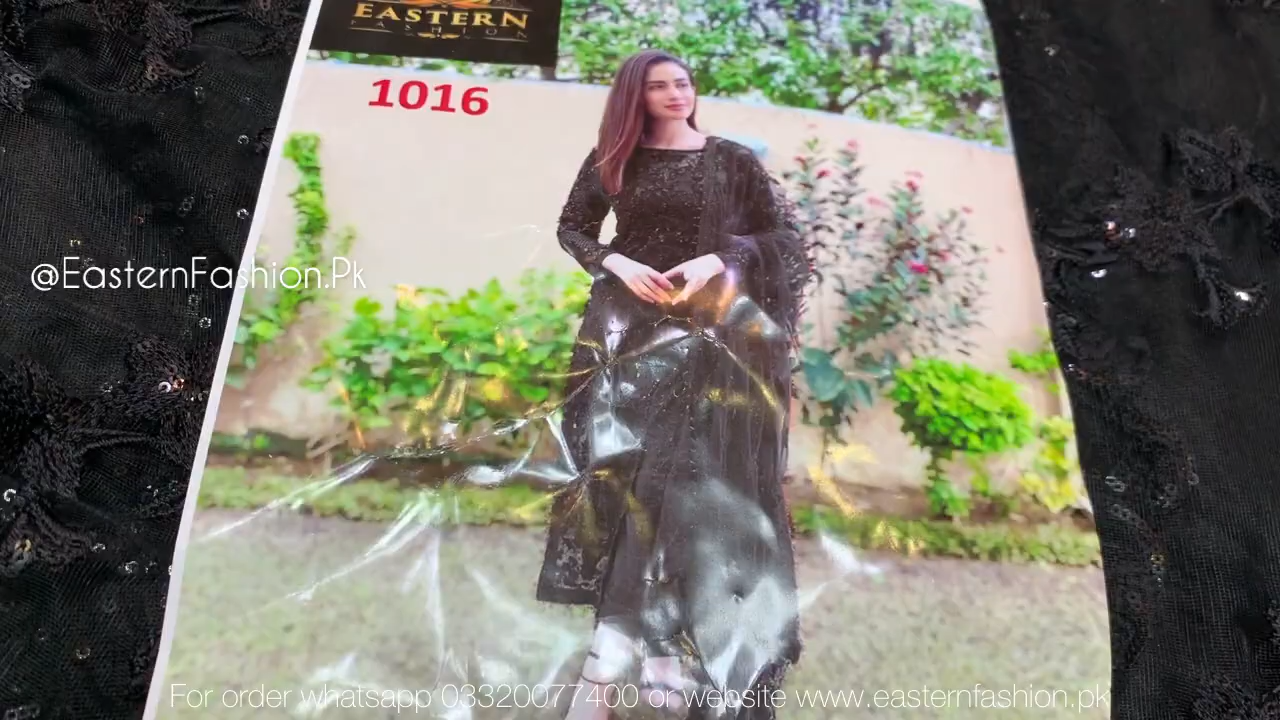 EASTERN
FASHION
1016
@EasternFashion.Pk
For order whatsapp 03320077400 or website www.easternfashion.pk